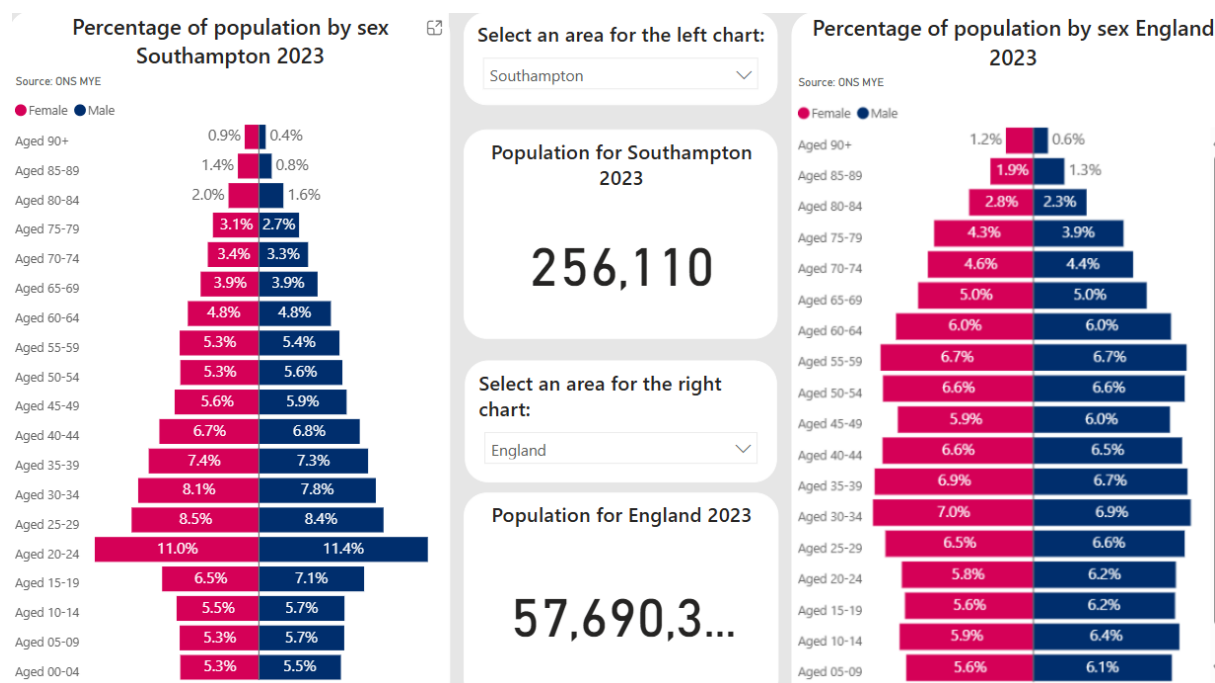 Percentage of population by sex
Southampton 2023
Source: ONS MYE
Female Male
Aged 90+ 0.9% 0.4%
Aged 85-89 1.4% 0.8%
Aged 80-84 2.0% 1.6%
Aged 75-79 3.1% 2.7%
Aged 70-74 3.4% 3.3%
Aged 65-69 3.9% 3.9%
Aged 60-64 4.8% 4.8%
Aged 55-59 5.3% 5.4%
Aged 50-54 5.3% 5.6%
Aged 45-49 5.6% 5.9%
Aged 40-44 6.7% 6.8%
Aged 35-39 7.4% 7.3%
Aged 30-34 8.1% 7.8%
Aged 25-29 8.5% 8.4%
Aged 20-24 11.0% 11.4%
Aged 15-19 6.5% 7.1%
Aged 10-14 5.5% 5.7%
Aged 05-09 5.3% 5.7%
Aged 00-04 5.3% 5.5%
Select an area for the left chart:
Southampton
Population for Southampton
2023
256,110
Select an area for the right
chart:
England
Population for England 2023
57,690,3...
Percentage of population by sex England
2023
Source: ONS MYE
Female Male
Aged 90+ 1.2% 0.6%
Aged 85-89 1.9% 1.3%
Aged 80-84 2.8% 2.3%
Aged 75-79 4.3% 3.9%
Aged 70-74 4.6% 4.4%
Aged 65-69 5.0% 5.0%
Aged 60-64 6.0% 6.0%
Aged 55-59 6.7% 6.7%
Aged 50-54 6.6% 6.6%
Aged 45-49 5.9% 6.0%
Aged 40-44 6.6% 6.5%
Aged 35-39 6.9% 6.7%
Aged 30-34 7.0% 6.9%
Aged 25-29 6.5% 6.6%
Aged 20-24 5.8% 6.2%
Aged 15-19 5.6% 6.2%
Aged 10-14 5.9% 6.4%
Aged 05-09 5.6% 6.1%